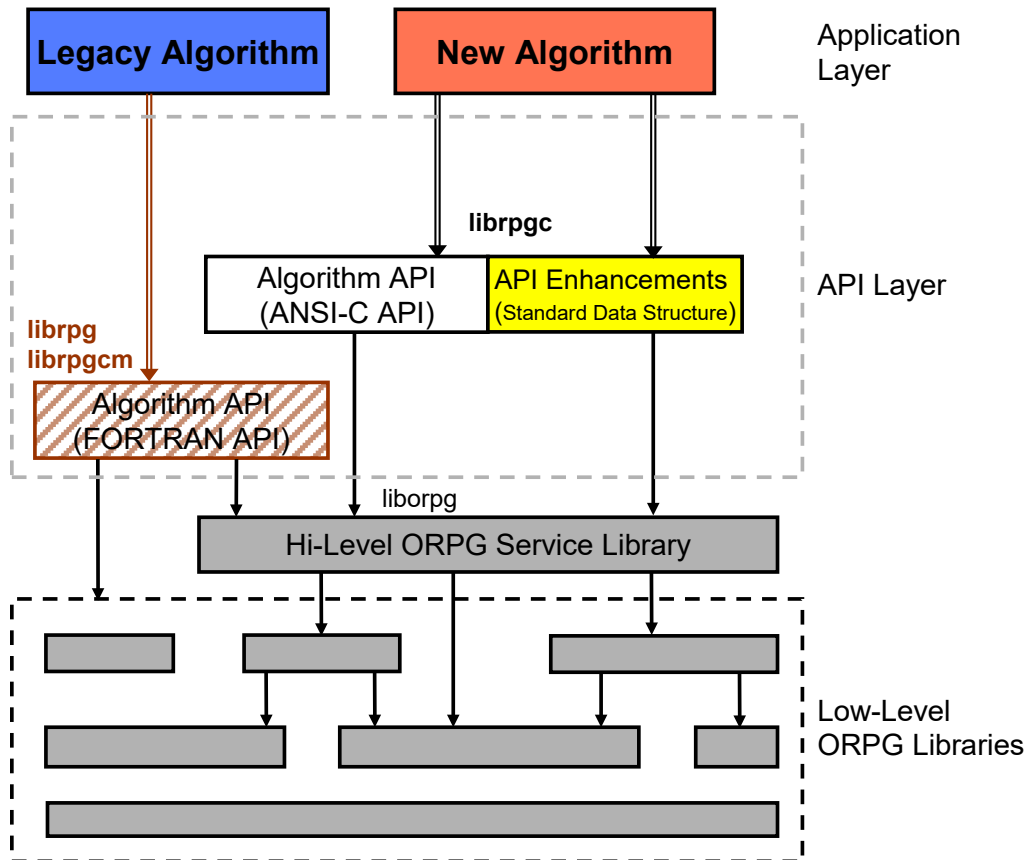 Legacy Algorithm
New Algorithm
Application
Layer
librpgc
Algorithm API
(ANSI-C API)
API Enhancements
(Standard Data Structure)
API Layer
librpg
librpgcm
Algorithm API
(FORTRAN API)
liborpg
Hi-Level ORPG Service Library
Low-Level
ORPG Libraries